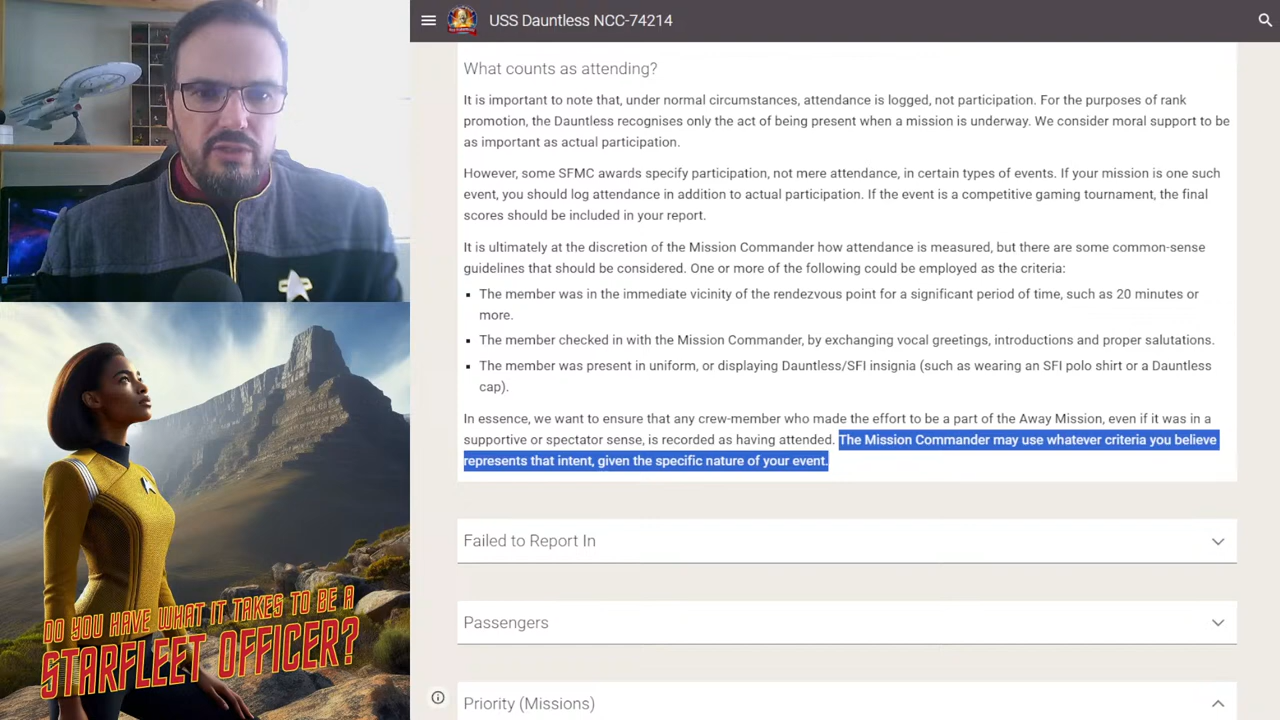 USS Dauntless NCC-74214
What counts as attending?
It is important to note that, under normal circumstances, attendance is logged, not participation. For the purposes of rank
promotion, the Dauntless recognises only the act of being present when a mission is underway. We consider moral support to be
as important as actual participation.
However, some SFMC awards specify participation, not mere attendance, in certain types of events. If your mission is one such
event, you should log attendance in addition to actual participation. If the event is a competitive gaming tournament, the final
scores should be included in your report.
It is ultimately at the discretion of the Mission Commander how attendance is measured, but there are some common-sense
guidelines that should be considered. One or more of the following could be employed as the criteria:
▪ The member was in the immediate vicinity of the rendezvous point for a significant period of time, such as 20 minutes or
more.
▪ The member checked in with the Mission Commander, by exchanging vocal greetings, introductions and proper salutations.
▪ The member was present in uniform, or displaying Dauntless/SFI insignia (such as wearing an SFI polo shirt or a Dauntless
cap).
In essence, we want to ensure that any crew-member who made the effort to be a part of the Away Mission, even if it was in a
supportive or spectator sense, is recorded as having attended. The Mission Commander may use whatever criteria you believe
represents that intent, given the specific nature of your event.
Failed to Report In
Passengers
Priority (Missions)
DO YOU HAVE WHAT IT TAKES TO BE A
STARFLEET OFFICER?